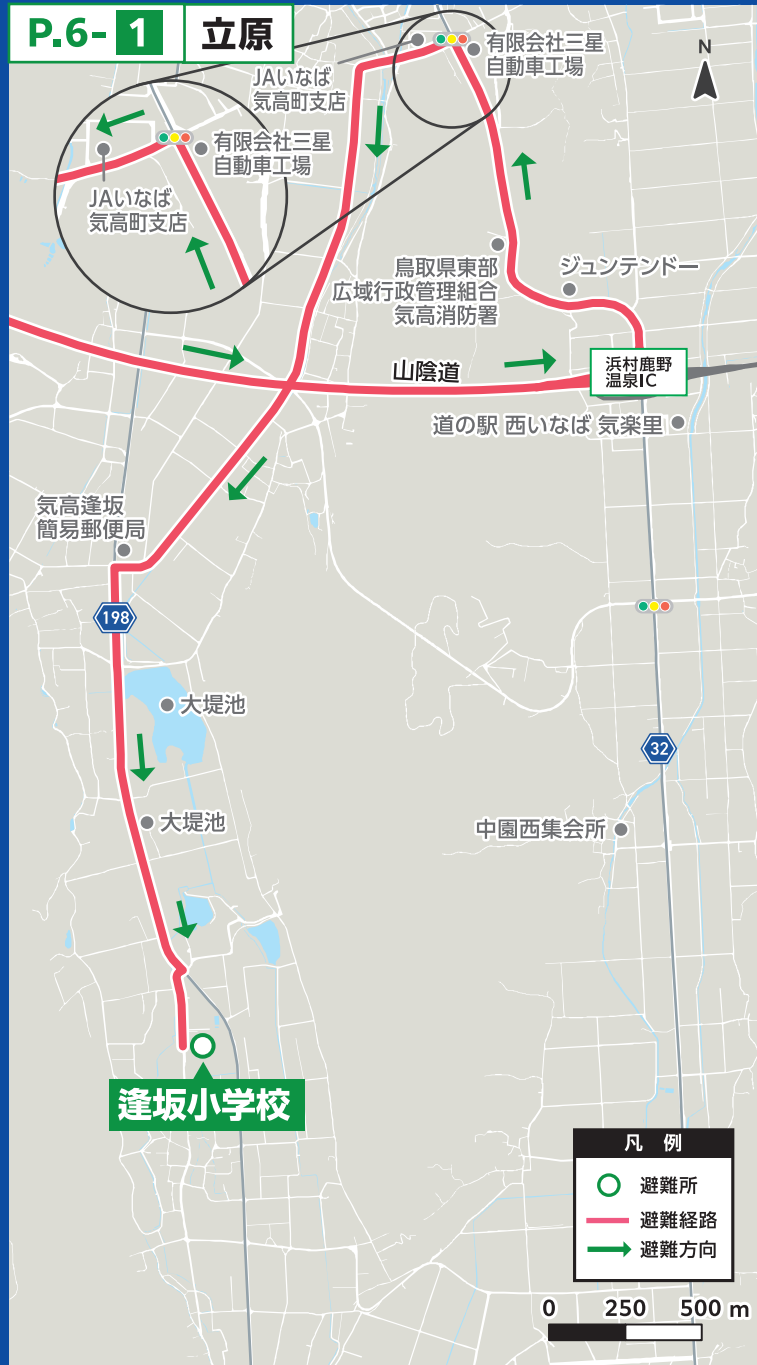 P.6- 1 立原
N
JAいなば
気高町支店
有限会社三星
自動車工場
有限会社三星
自動車工場
JAいなば
気高町支店
鳥取県東部
広域行政管理組合
気高消防署
ジュンテンドー
山陰道
浜村鹿野
温泉IC
道の駅 西いなば 気楽里
気高逢坂
簡易郵便局
198
大堤池
32
大堤池
中園西集会所
逢坂小学校
凡 例
避難所
避難経路
避難方向
0 250 500 m